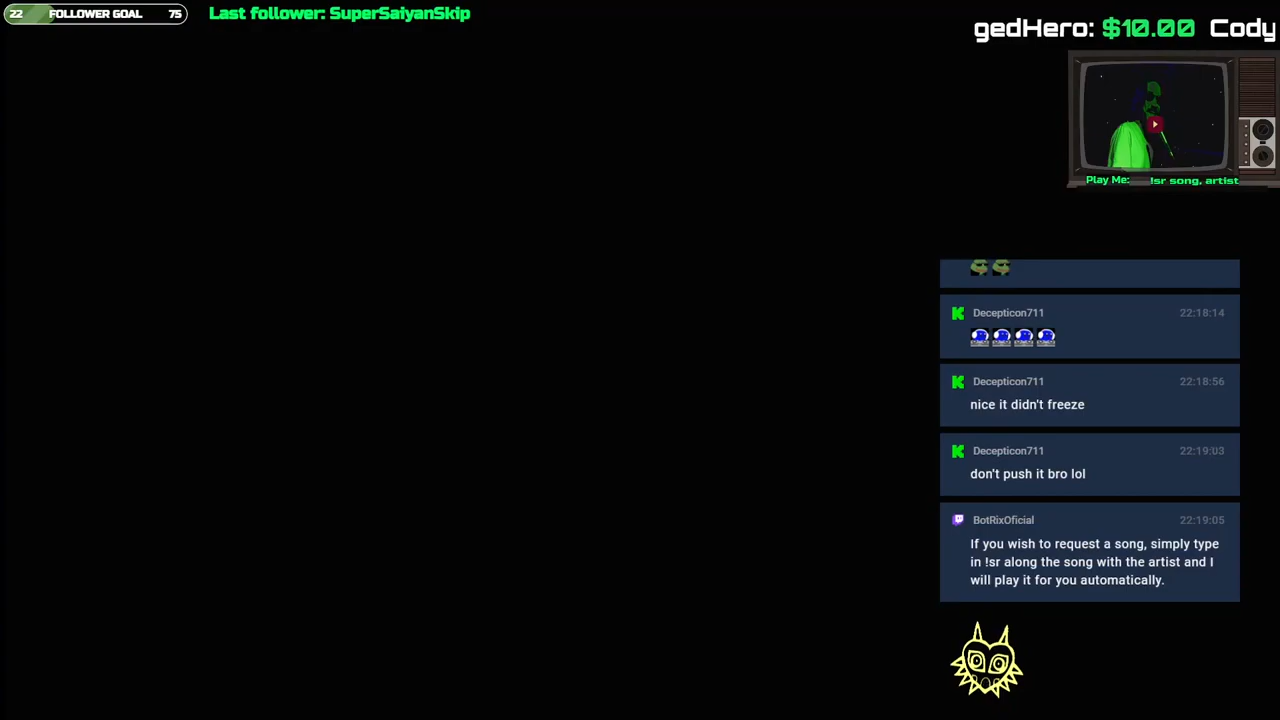 22 FOLLOWER GOAL 75
Last follower: SuperSaiyanSkip
gedHero: $10.00 Cody
Play Me: !sr song, artist
Decepticon711 22:18:14
Decepticon711 22:18:56
nice it didn't freeze
Decepticon711 22:19:03
don't push it bro lol
BotRixOficial 22:19:05
If you wish to request a song, simply type
in !sr along the song with the artist and I
will play it for you automatically.